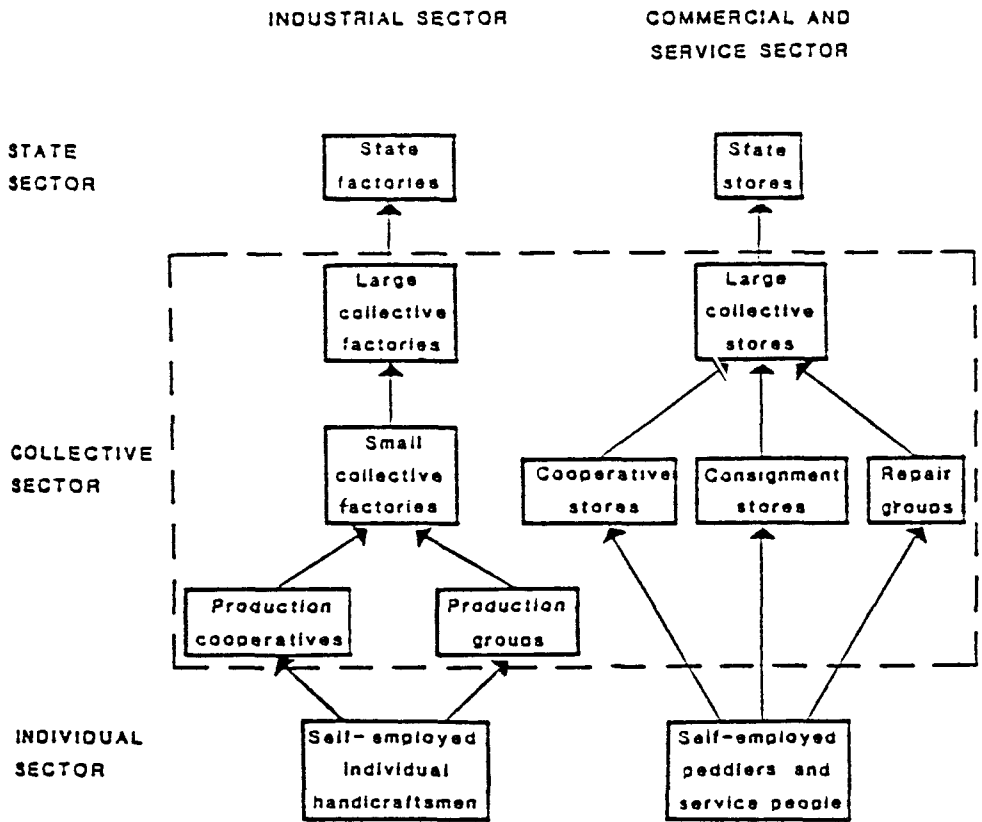 INDUSTRIAL SECTOR
COMMERCIAL AND
SERVICE SECTOR
STATE
SECTOR
State
factories
State
stores
Large
collective
factories
Large
collective
stores
COLLECTIVE
SECTOR
Small
collective
factories
Cooperative
stores
Consignment
stores
Repair
groups
Production
cooperatives
Production
groups
INDIVIDUAL
SECTOR
Self-employed
individual
handicraftsmen
Self-employed
peddlers and
service people